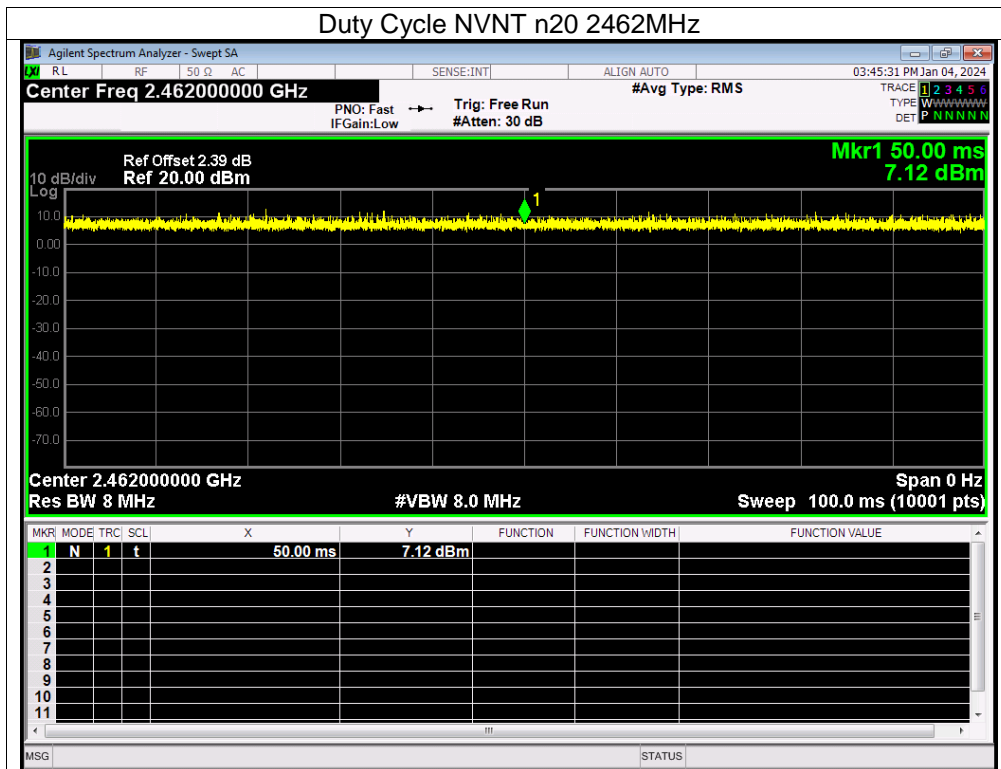 Duty Cycle NVNT n20 2462MHz
Agilent Spectrum Analyzer - Swept SA
LXI RL RF 50 Ω AC SENSE:INT ALIGN AUTO 03:45:31 PM Jan 04, 2024
Center Freq 2.462000000 GHz #Avg Type: RMS TRACE 1 2 3 4 5 6
PNO: Fast Trig: Free Run TYPE WWWWWW
IFGain:Low #Atten: 30 dB DET P N N N N N
Mkr1 50.00 ms
Ref Offset 2.39 dB
10 dB/div Ref 20.00 dBm 7.12 dBm
Log
1
10.0
0.00
-10.0
-20.0
-30.0
-40.0
-50.0
-60.0
-70.0
Center 2.462000000 GHz Span 0 Hz
Res BW 8 MHz #VBW 8.0 MHz Sweep 100.0 ms (10001 pts)
MKR MODE TRC SCL X Y FUNCTION FUNCTION WIDTH FUNCTION VALUE
1 N 1 t 50.00 ms 7.12 dBm
2
3
4
5
6
7
8
9
10
11
MSG STATUS